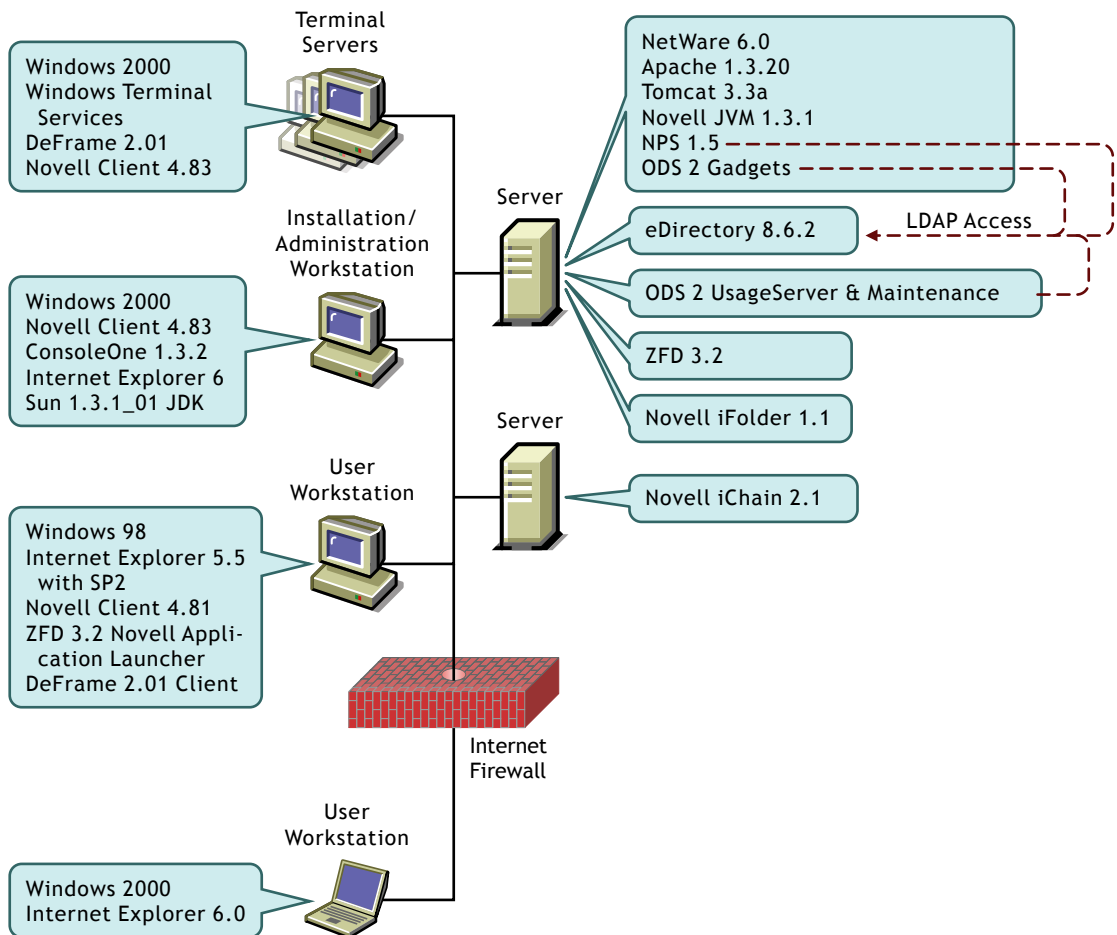 Terminal
Servers
Windows 2000
Windows Terminal
Services
DeFrame 2.01
Novell Client 4.83
NetWare 6.0
Apache 1.3.20
Tomcat 3.3a
Novell JVM 1.3.1
NPS 1.5
ODS 2 Gadgets
Server
eDirectory 8.6.2
LDAP Access
ODS 2 UsageServer & Maintenance
ZFD 3.2
Novell iFolder 1.1
Installation/
Administration
Workstation
Windows 2000
Novell Client 4.83
ConsoleOne 1.3.2
Internet Explorer 6
Sun 1.3.1_01 JDK
Server
Novell iChain 2.1
User
Workstation
Windows 98
Internet Explorer 5.5
with SP2
Novell Client 4.81
ZFD 3.2 Novell Appli-
cation Launcher
DeFrame 2.01 Client
Internet
Firewall
User
Workstation
Windows 2000
Internet Explorer 6.0